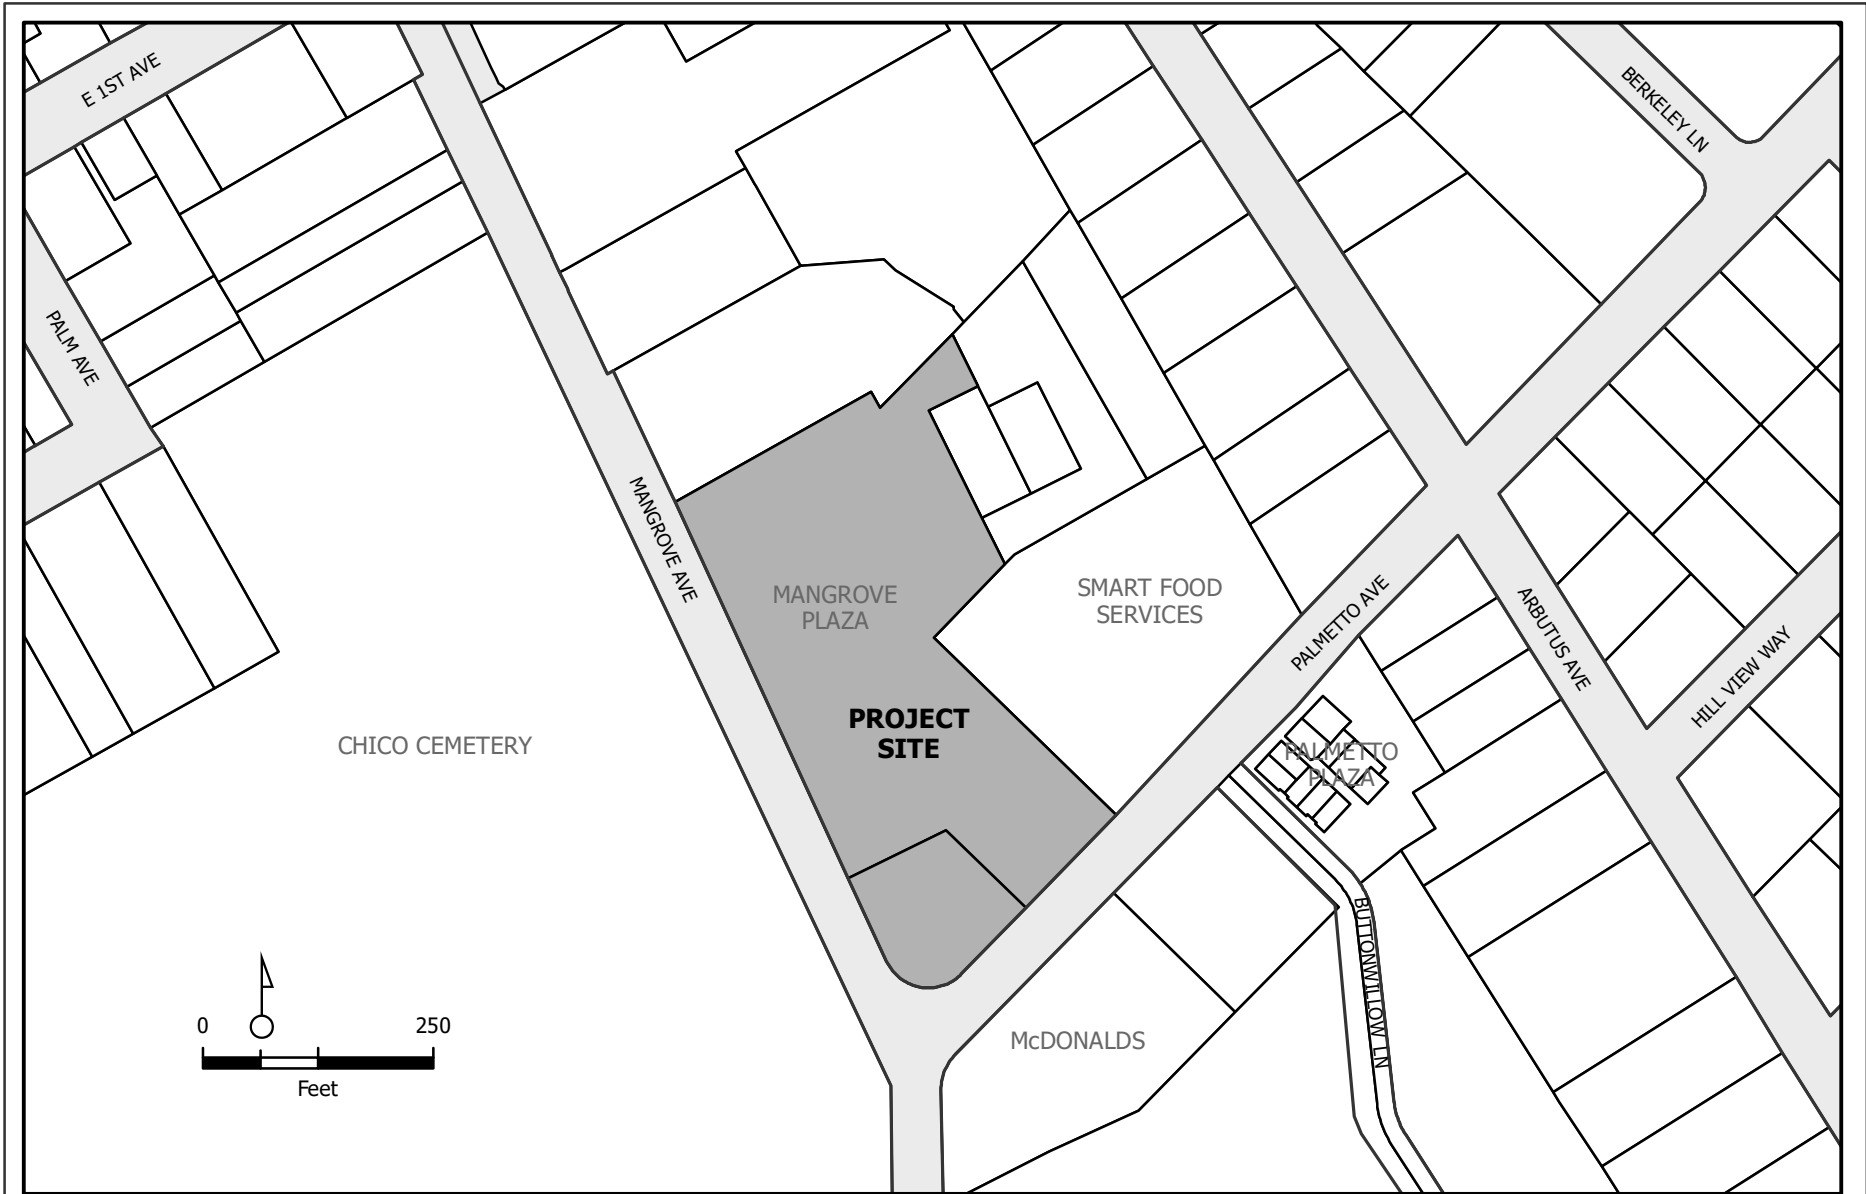 E 1ST AVE
BERKELEY LN
PALM AVE
MANGROVE AVE
MANGROVE
PLAZA
SMART FOOD
SERVICES
PALMETTO AVE
ARBUTUS AVE
HILL VIEW WAY
PROJECT
SITE
CHICO CEMETERY
PALMETTO
PLAZA
BUTTONWILLOW LN
McDONALDS
0 250
Feet